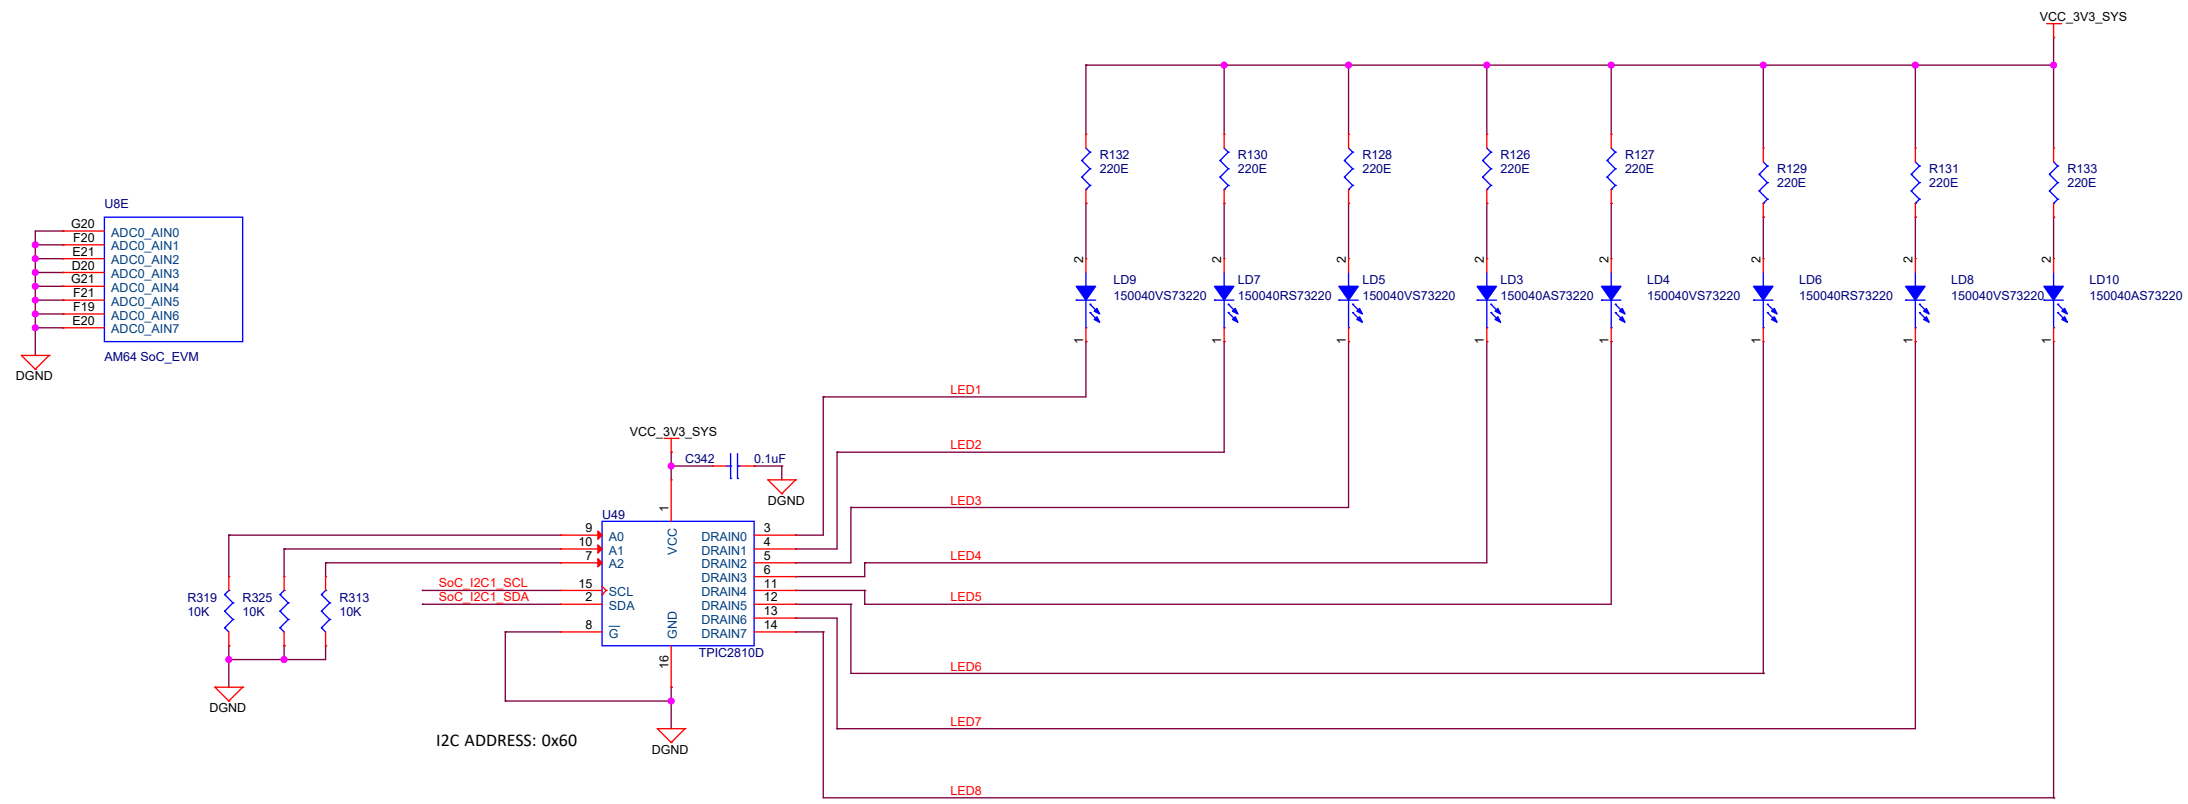 VCC_3V3_SYS
R132
220E
R130
220E
R128
220E
R126
220E
R127
220E
R129
220E
R131
220E
R133
220E
2
2
2
2
2
2
2
2
LD9
150040VS73220
LD7
150040RS73220
LD5
150040VS73220
LD3
150040AS73220
LD4
150040VS73220
LD6
150040RS73220
LD8
150040VS73220
LD10
150040AS73220
1
1
1
1
1
1
1
1
U8E
G20 ADC0_AIN0
F20 ADC0_AIN1
E21 ADC0_AIN2
D20 ADC0_AIN3
G21 ADC0_AIN4
F21 ADC0_AIN5
F19 ADC0_AIN6
E20 ADC0_AIN7
AM64 SoC_EVM
DGND
LED1
LED2
LED3
LED4
LED5
LED6
LED7
LED8
VCC_3V3_SYS
C342 0.1uF
DGND
U49
1
VCC
9 A0
10 A1
7 A2
SoC_I2C1_SCL 15 SCL
SoC_I2C1_SDA 2 SDA
8 G
GND
16
DRAIN0 3
DRAIN1 4
DRAIN2 5
DRAIN3 6
DRAIN4 11
DRAIN5 12
DRAIN6 13
DRAIN7 14
TPIC2810D
R319
10K
R325
10K
R313
10K
DGND
DGND
I2C ADDRESS: 0x60